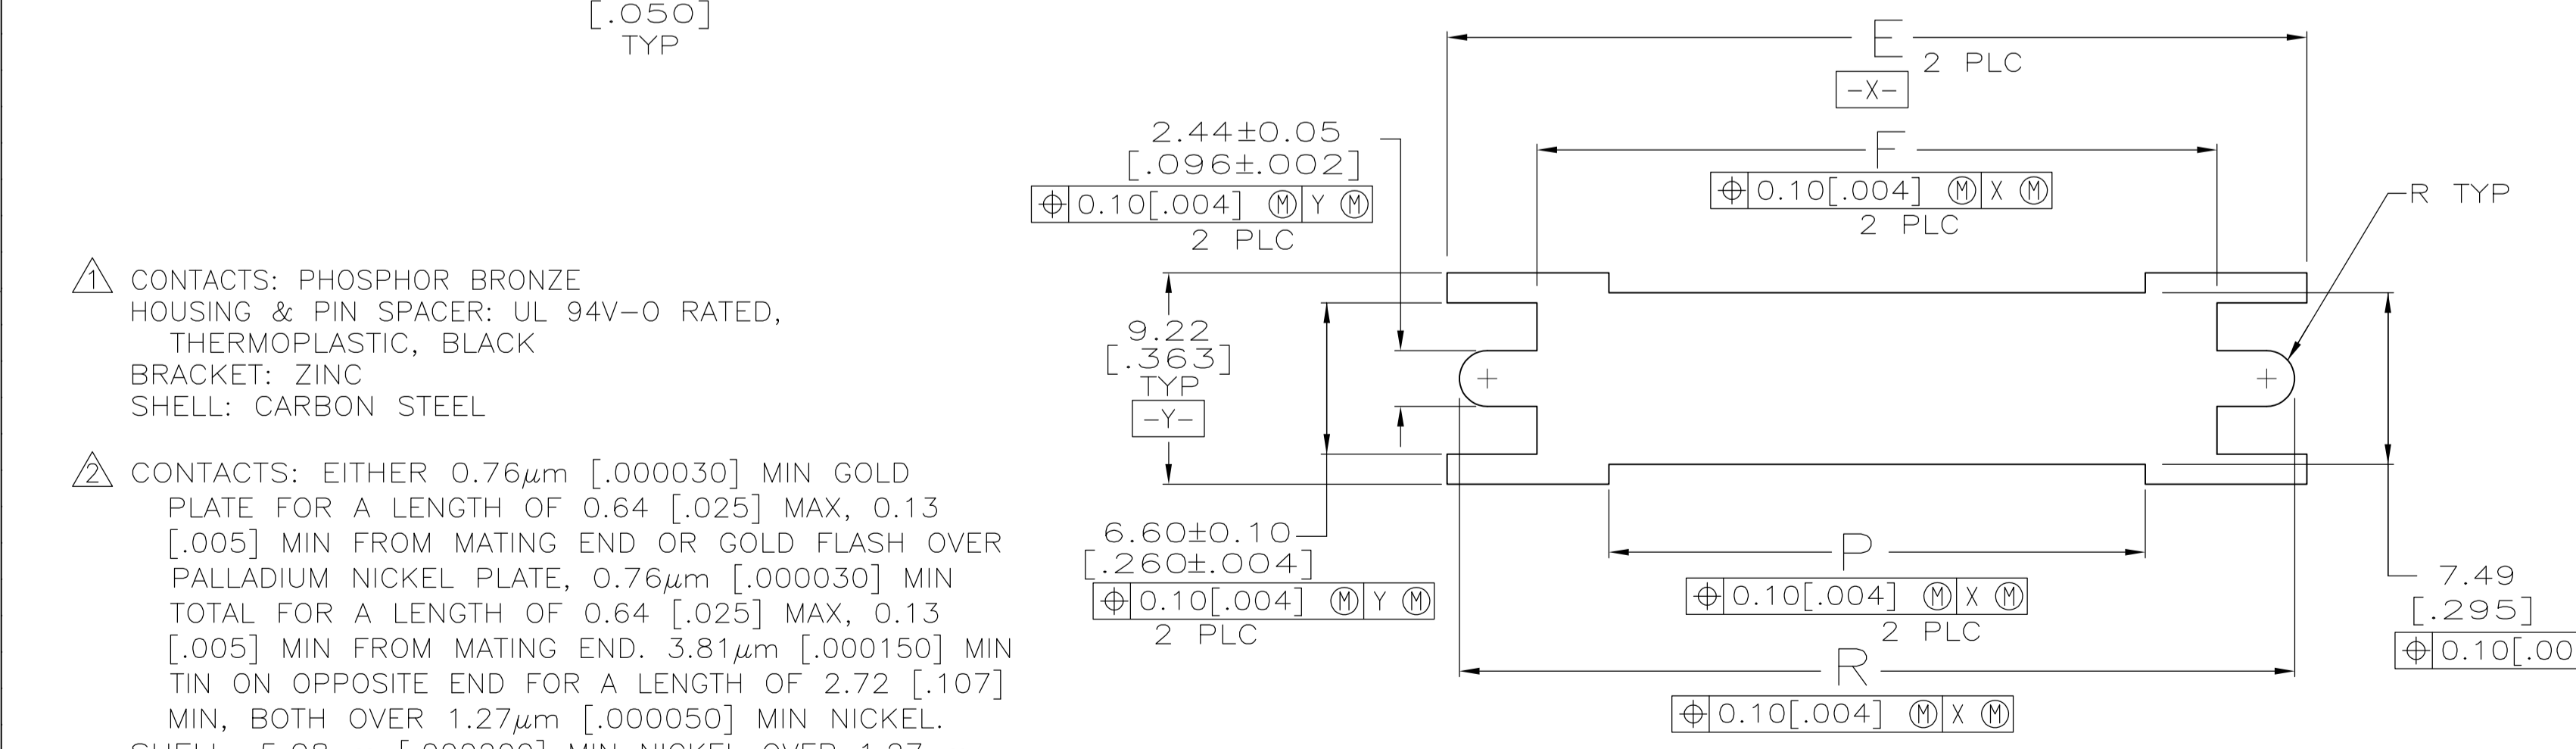 [.050]
TYP
1 CONTACTS: PHOSPHOR BRONZE
HOUSING & PIN SPACER: UL 94V-0 RATED,
THERMOPLASTIC, BLACK
BRACKET: ZINC
SHELL: CARBON STEEL
2 CONTACTS: EITHER 0.76μm [.000030] MIN GOLD
PLATE FOR A LENGTH OF 0.64 [.025] MAX, 0.13
[.005] MIN FROM MATING END OR GOLD FLASH OVER
PALLADIUM NICKEL PLATE, 0.76μm [.000030] MIN
TOTAL FOR A LENGTH OF 0.64 [.025] MAX, 0.13
[.005] MIN FROM MATING END. 3.81μm [.000150] MIN
TIN ON OPPOSITE END FOR A LENGTH OF 2.72 [.107]
MIN, BOTH OVER 1.27μm [.000050] MIN NICKEL.
E
2 PLC
-X-
2.44±0.05
[.096±.002]
⌖ 0.10[.004] Ⓜ Y Ⓜ
2 PLC
F
⌖ 0.10[.004] Ⓜ X Ⓜ
2 PLC
R TYP
9.22
[.363]
TYP
-Y-
6.60±0.10
[.260±.004]
⌖ 0.10[.004] Ⓜ Y Ⓜ
2 PLC
P
⌖ 0.10[.004] Ⓜ X Ⓜ
2 PLC
R
⌖ 0.10[.004] Ⓜ X Ⓜ
7.49
[.295]
⌖ 0.10[.00